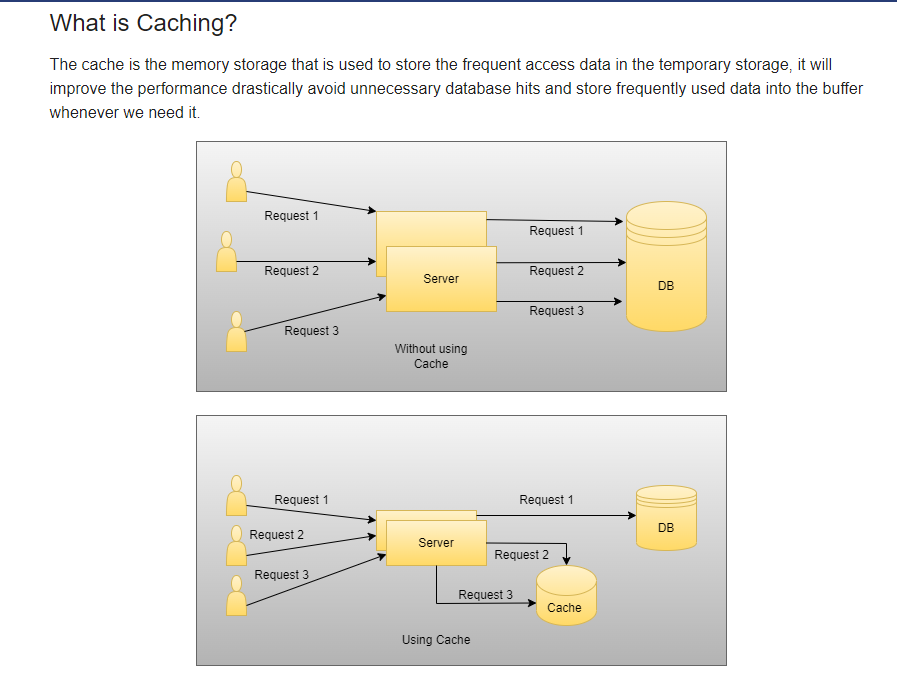 What is Caching?
The cache is the memory storage that is used to store the frequent access data in the temporary storage, it will
improve the performance drastically avoid unnecessary database hits and store frequently used data into the buffer
whenever we need it.
Request 1
Request 1
Request 2
Request 2
Server
DB
Request 3
Request 3
Without using
Cache
Request 1
Request 1
DB
Request 2
Server
Request 2
Request 3
Request 3
Cache
Using Cache